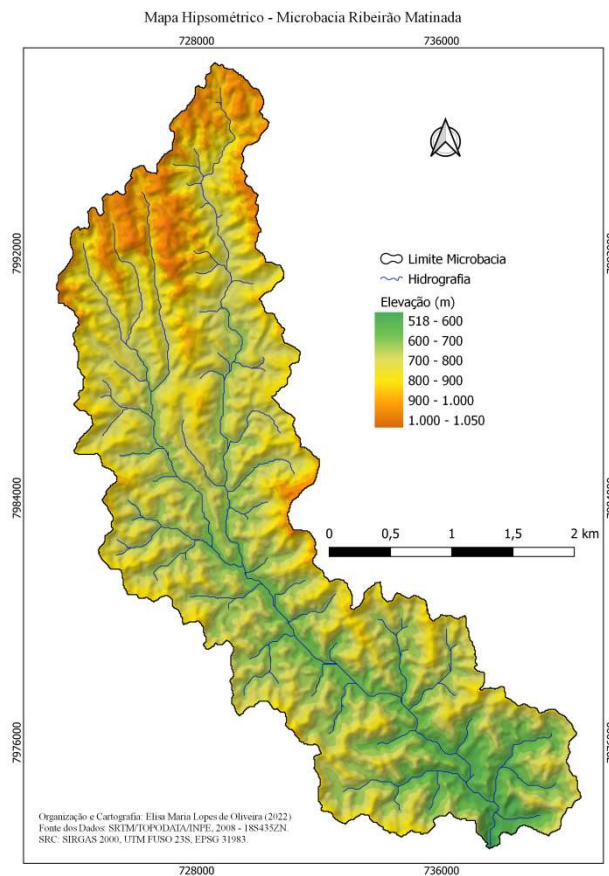 Mapa Hipsométrico - Microbacia Ribeirão Matinada
728000 736000
7992000 7992000
Limite Microbacia
Hidrografia
Elevação (m)
518 - 600
600 - 700
700 - 800
800 - 900
900 - 1.000
1.000 - 1.050
7984000 7984000
0 0,5 1 1,5 2 km
7976000 7976000
Organização e Cartografia: Elisa Maria Lopes de Oliveira (2022)
Fonte dos Dados: SRTM/TOPODATA/INPE, 2008 - 18S435ZN.
SRC: SIRGAS 2000, UTM FUSO 23S, EPSG 31983.
728000 736000